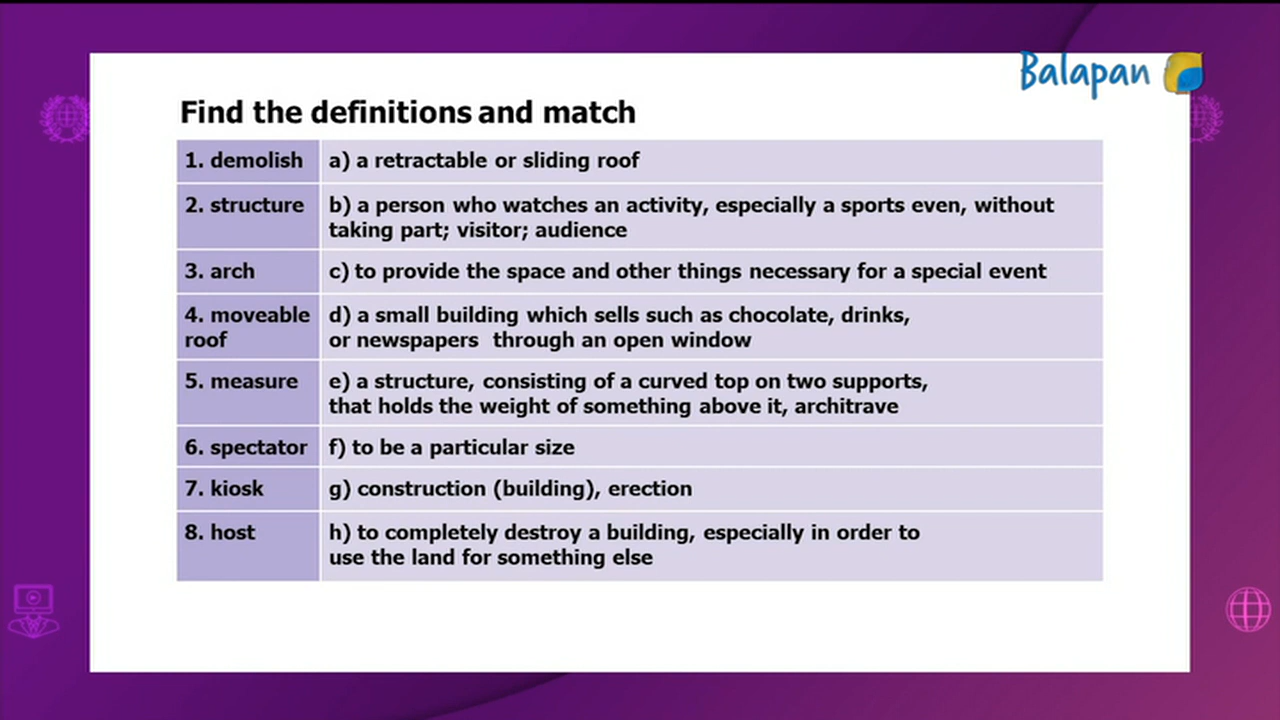 Balapan
Find the definitions and match
1. demolish
a) a retractable or sliding roof
2. structure
b) a person who watches an activity, especially a sports even, without
taking part; visitor; audience
3. arch
c) to provide the space and other things necessary for a special event
4. moveable
roof
d) a small building which sells such as chocolate, drinks,
or newspapers through an open window
5. measure
e) a structure, consisting of a curved top on two supports,
that holds the weight of something above it, architrave
6. spectator
f) to be a particular size
7. kiosk
g) construction (building), erection
8. host
h) to completely destroy a building, especially in order to
use the land for something else